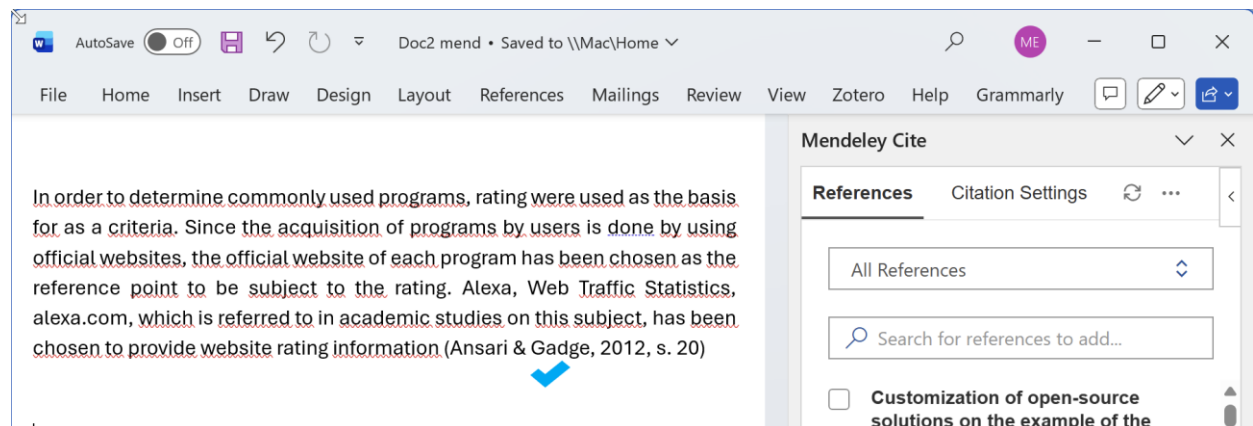 W AutoSave Off Doc2 mend • Saved to \\Mac\Home ME
File Home Insert Draw Design Layout References Mailings Review View Zotero Help Grammarly
Mendeley Cite
References Citation Settings
All References
Search for references to add...
Customization of open-source
solutions on the example of the
In order to determine commonly used programs, rating were used as the basis
for as a criteria. Since the acquisition of programs by users is done by using
official websites, the official website of each program has been chosen as the
reference point to be subject to the rating. Alexa, Web Traffic Statistics,
alexa.com, which is referred to in academic studies on this subject, has been
chosen to provide website rating information (Ansari & Gadge, 2012, s. 20)